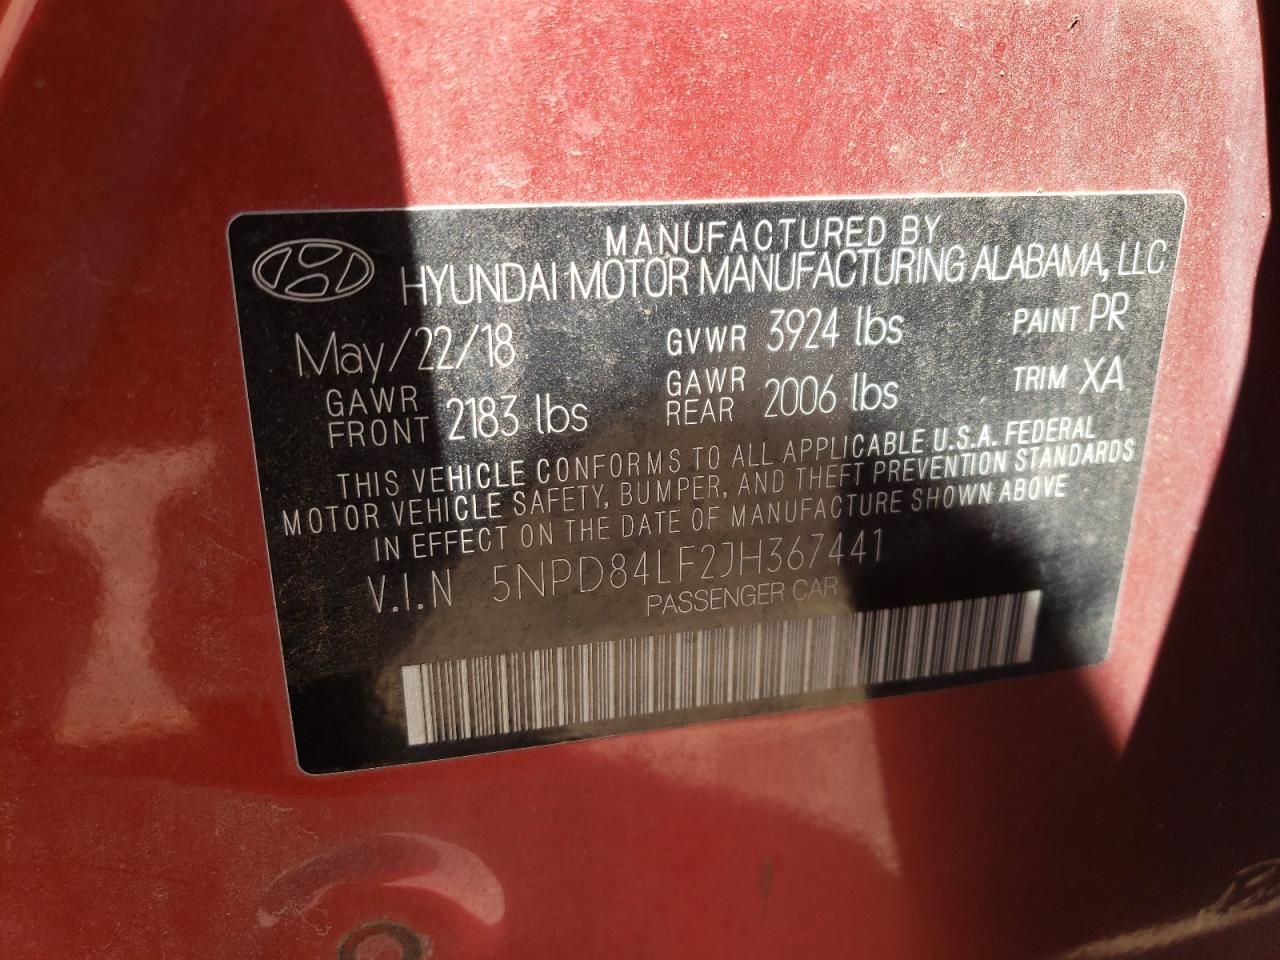 MANUFACTURED BY
HYUNDAI MOTOR MANUFACTURING ALABAMA, LLC
May/22/18 GVWR 3924 lbs PAINT PR
GAWR FRONT 2183 lbs GAWR REAR 2006 lbs TRIM XA
THIS VEHICLE CONFORMS TO ALL APPLICABLE U.S.A. FEDERAL
MOTOR VEHICLE SAFETY, BUMPER, AND THEFT PREVENTION STANDARDS
IN EFFECT ON THE DATE OF MANUFACTURE SHOWN ABOVE
V.I.N 5NPD84LF2JH367441
PASSENGER CAR